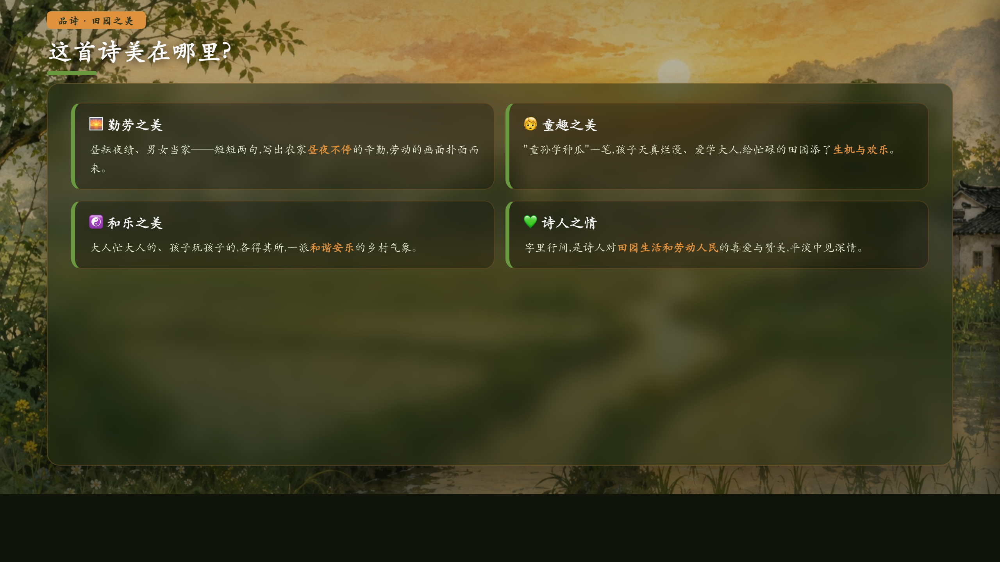 品诗 · 田园之美
这首诗美在哪里?
勤劳之美
昼耘夜绩、男女当家——短短两句,写出农家昼夜不停的辛勤,劳动的画面扑面而
来。
童趣之美
"童孙学种瓜"一笔,孩子天真烂漫、爱学大人,给忙碌的田园添了生机与欢乐。
和乐之美
大人忙大人的、孩子玩孩子的,各得其所,一派和谐安乐的乡村气象。
诗人之情
字里行间,是诗人对田园生活和劳动人民的喜爱与赞美,平淡中见深情。